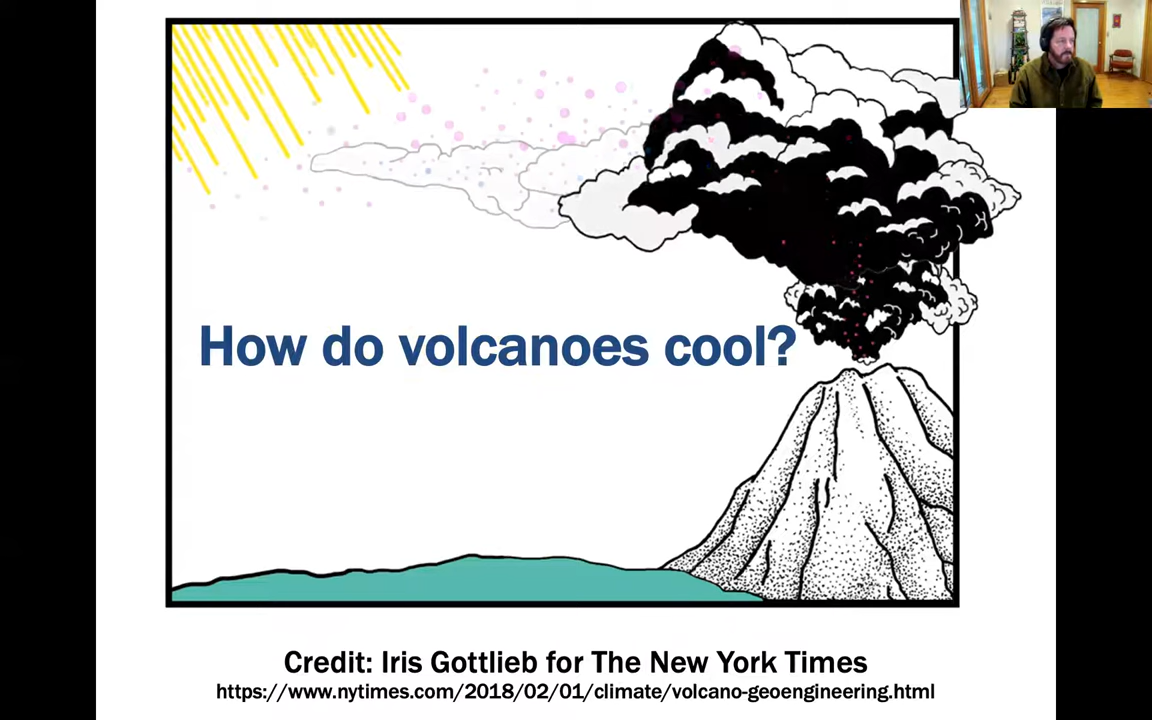 How do volcanoes cool?
Credit: Iris Gottlieb for The New York Times
https://www.nytimes.com/2018/02/01/climate/volcano-geoengineering.html